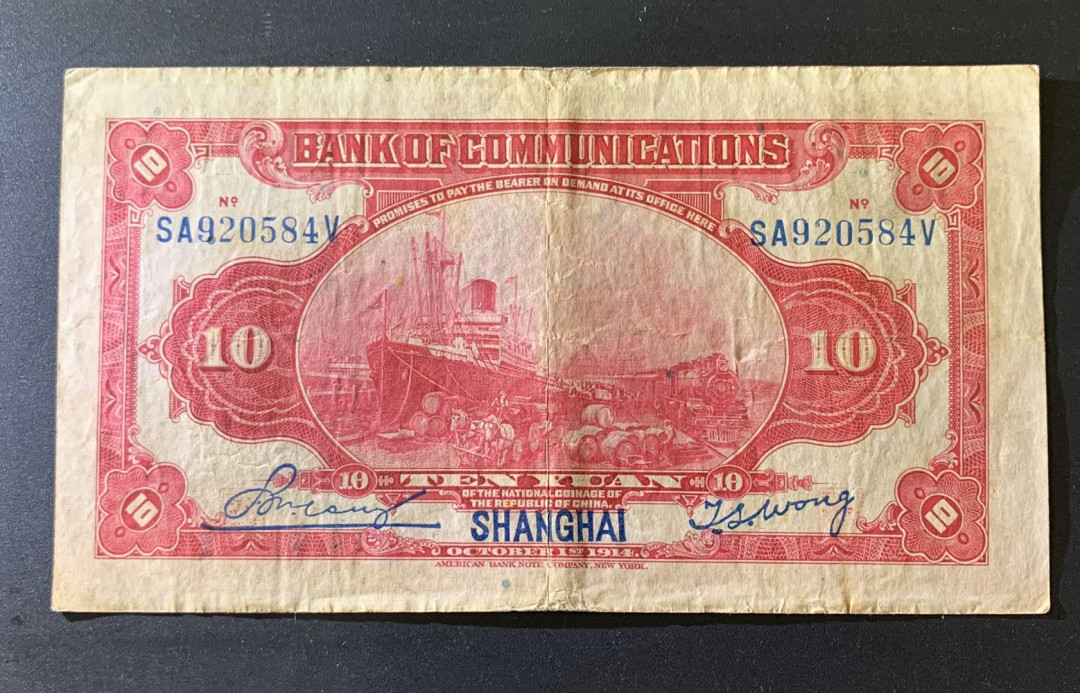 10 BANK OF COMMUNICATIONS 10
PROMISES TO PAY THE BEARER ON DEMAND AT ITS OFFICE HERE
Nº Nº
SA920584V SA920584V
10 10
10 TEN YUAN 10
OF THE NATIONAL COINAGE OF
THE REPUBLIC OF CHINA.
10 SHANGHAI T.S. Wong 10
OCTOBER 1ST 1914.
AMERICAN BANK NOTE COMPANY, NEW YORK.